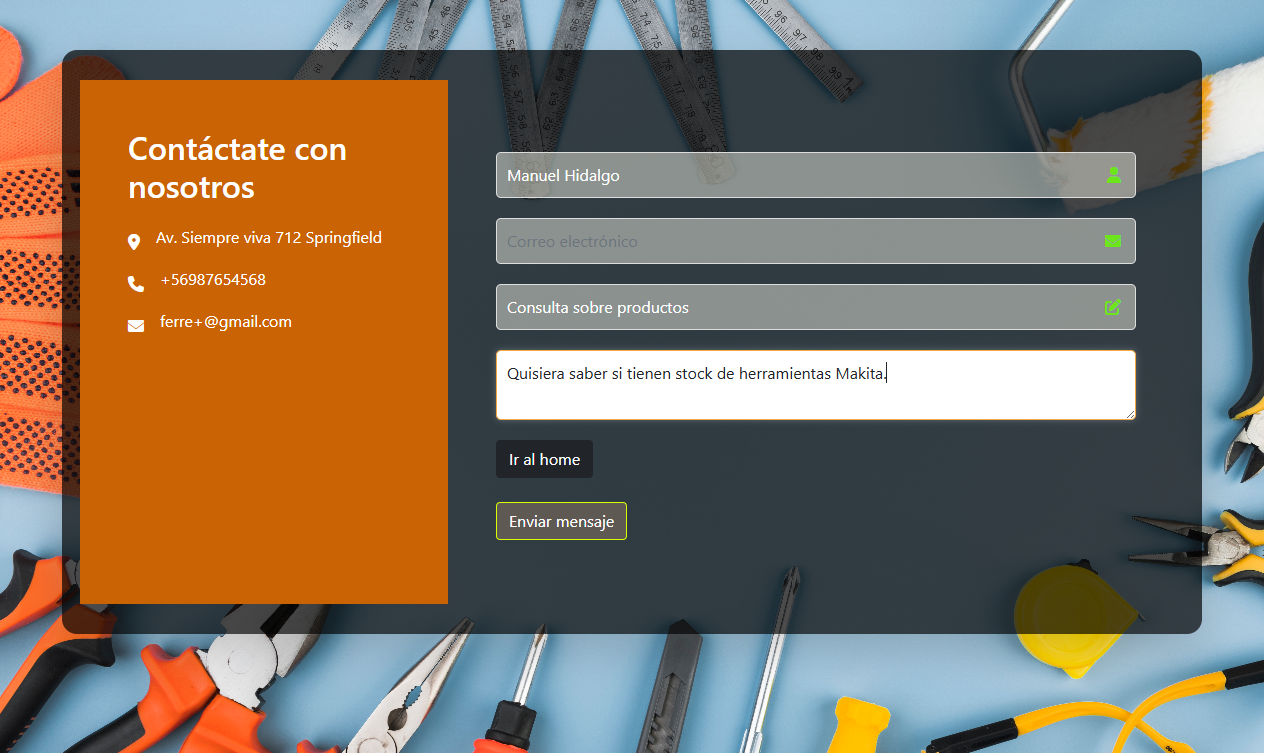 Contáctate con
nosotros
Av. Siempre viva 712 Springfield
+56987654568
ferre+@gmail.com
Manuel Hidalgo
Correo electrónico
Consulta sobre productos
Quisiera saber si tienen stock de herramientas Makita.
Ir al home
Enviar mensaje